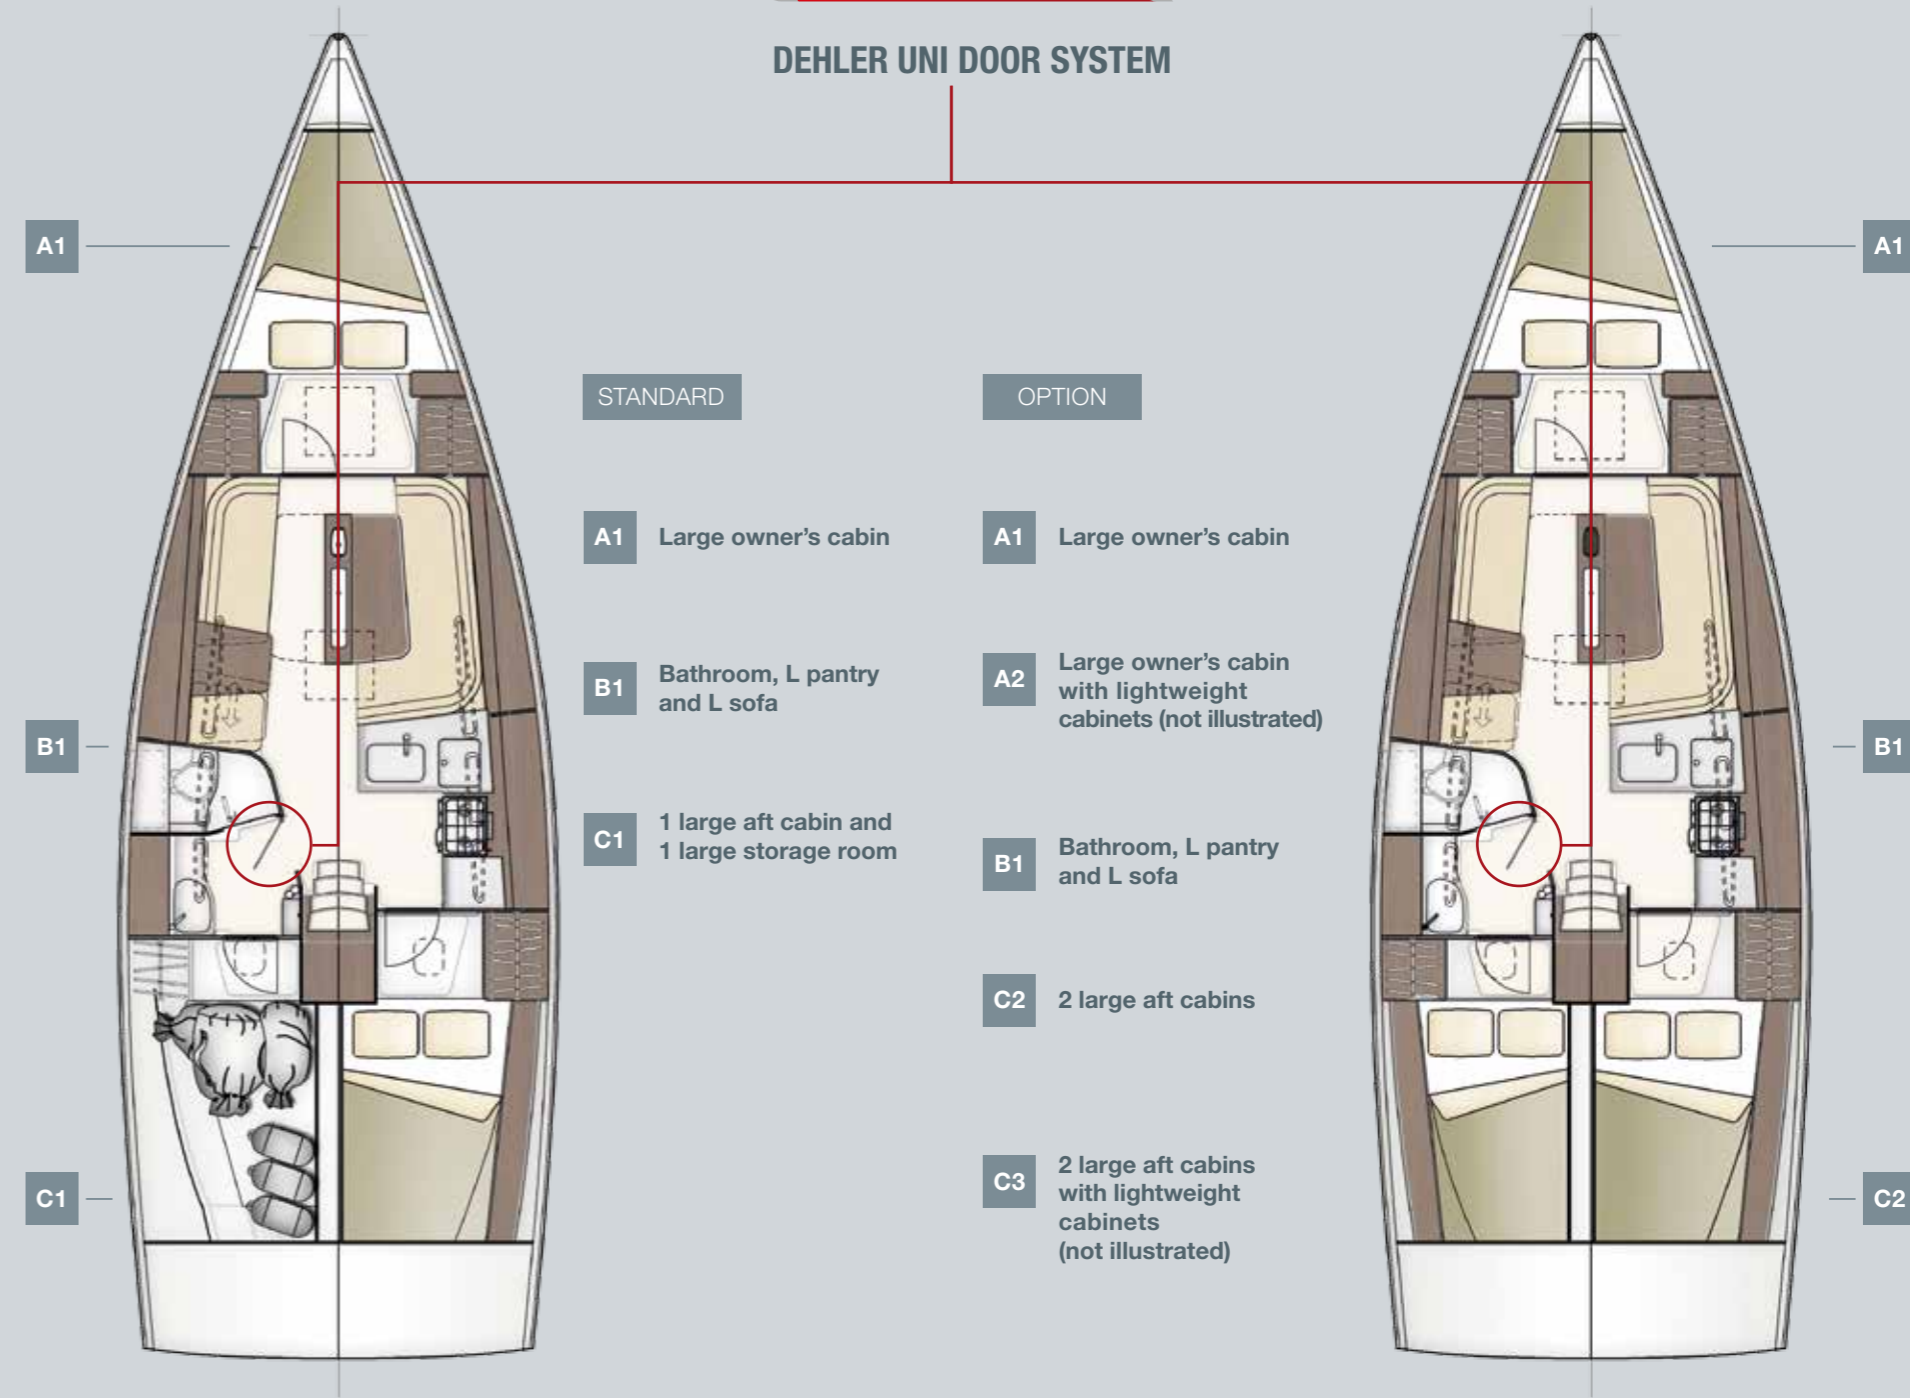 DEHLER UNI DOOR SYSTEM
A1
B1
C1
STANDARD
A1 Large owner's cabin
B1 Bathroom, L pantry
and L sofa
C1 1 large aft cabin and
1 large storage room
OPTION
A1 Large owner's cabin
A2 Large owner's cabin
with lightweight
cabinets (not illustrated)
B1 Bathroom, L pantry
and L sofa
C2 2 large aft cabins
C3 2 large aft cabins
with lightweight
cabinets
(not illustrated)
A1
B1
C2